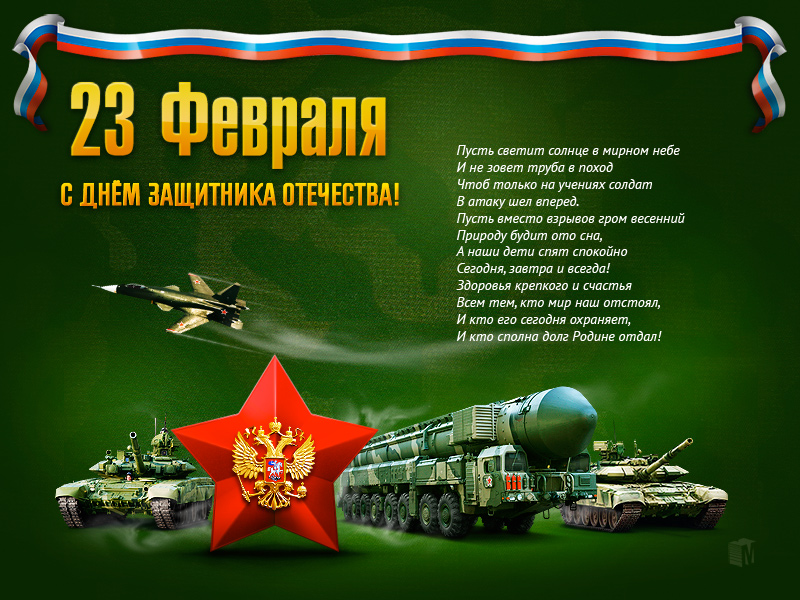 23 Февраля
С ДНЁМ ЗАЩИТНИКА ОТЕЧЕСТВА!
Пусть светит солнце в мирном небе
И не зовет труба в поход
Чтоб только на учениях солдат
В атаку шел вперед.
Пусть вместо взрывов гром весенний
Природу будит ото сна,
А наши дети спят спокойно
Сегодня, завтра и всегда!
Здоровья крепкого и счастья
Всем тем, кто мир наш отстоял,
И кто его сегодня охраняет,
И кто сполна долг Родине отдал!
M